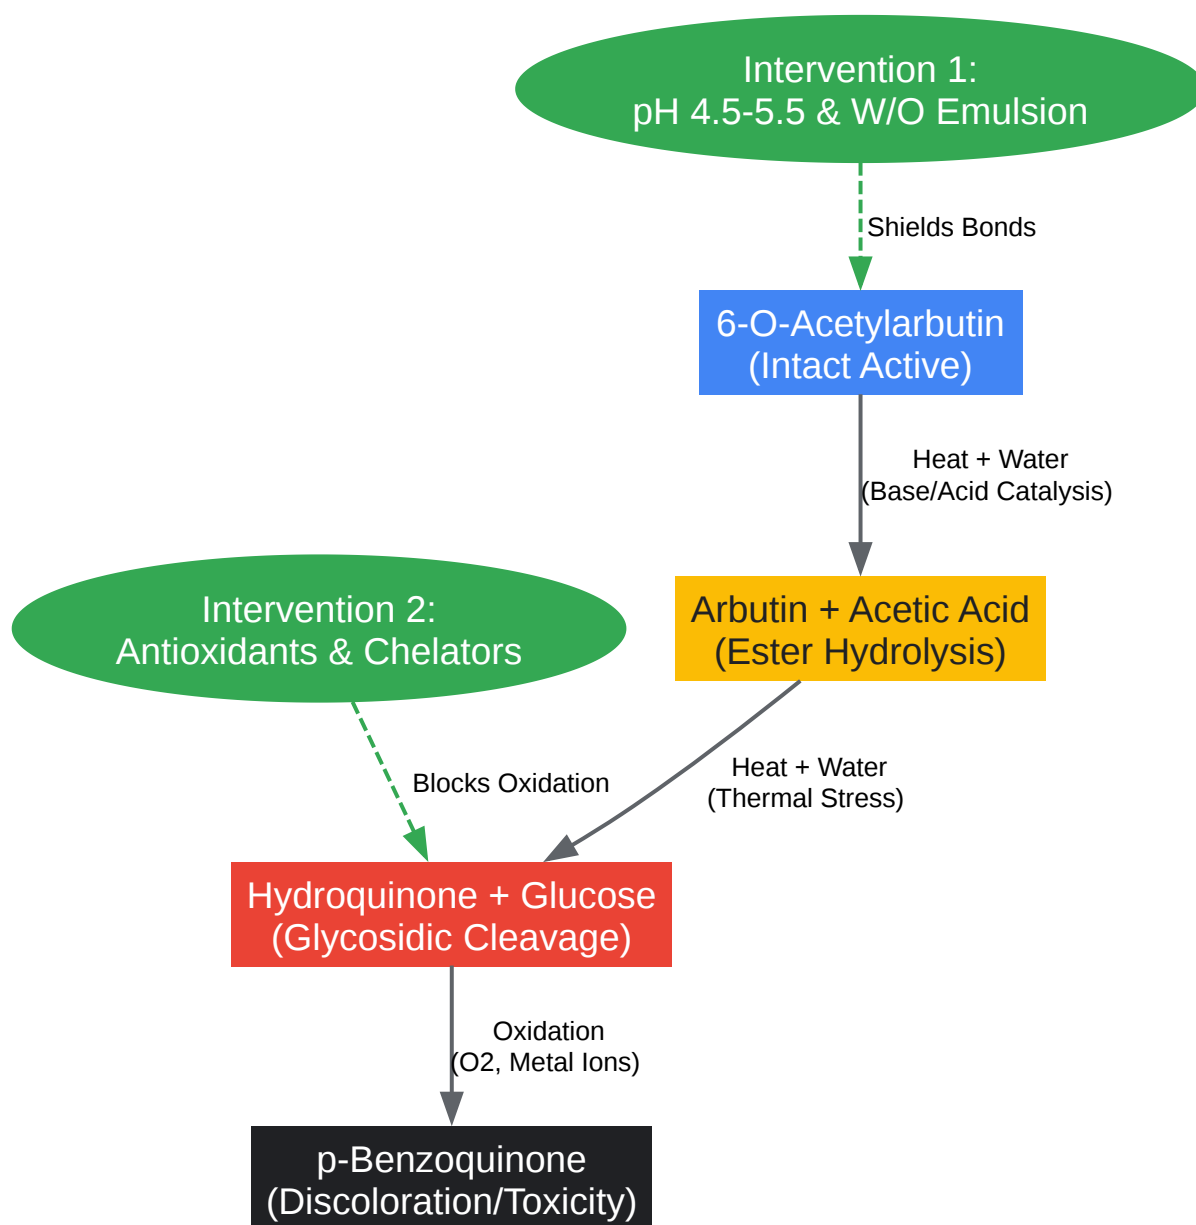 Intervention 1:
pH 4.5-5.5 & W/O Emulsion
Shields Bonds
6-O-Acetylarbutin
(Intact Active)
Heat + Water
(Base/Acid Catalysis)
Intervention 2:
Antioxidants & Chelators
Arbutin + Acetic Acid
(Ester Hydrolysis)
Blocks Oxidation
Heat + Water
(Thermal Stress)
Hydroquinone + Glucose
(Glycosidic Cleavage)
Oxidation
(O2, Metal Ions)
p-Benzoquinone
(Discoloration/Toxicity)